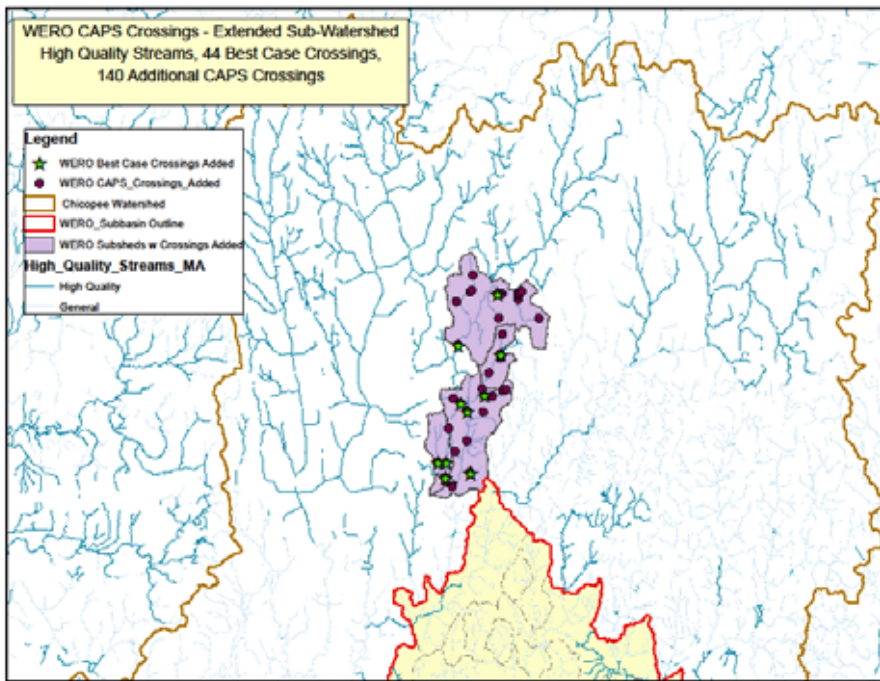 WERO CAPS Crossings - Extended Sub-Watershed
High Quality Streams, 44 Best Case Crossings,
140 Additional CAPS Crossings
Legend
WERO Best Case Crossings Added
WERO CAPS_Crossings_Added
Chicopee Watershed
WERO_Subbasin Outline
WERO Subsheds w Crossings Added
High_Quality_Streams_MA
High Quality
General